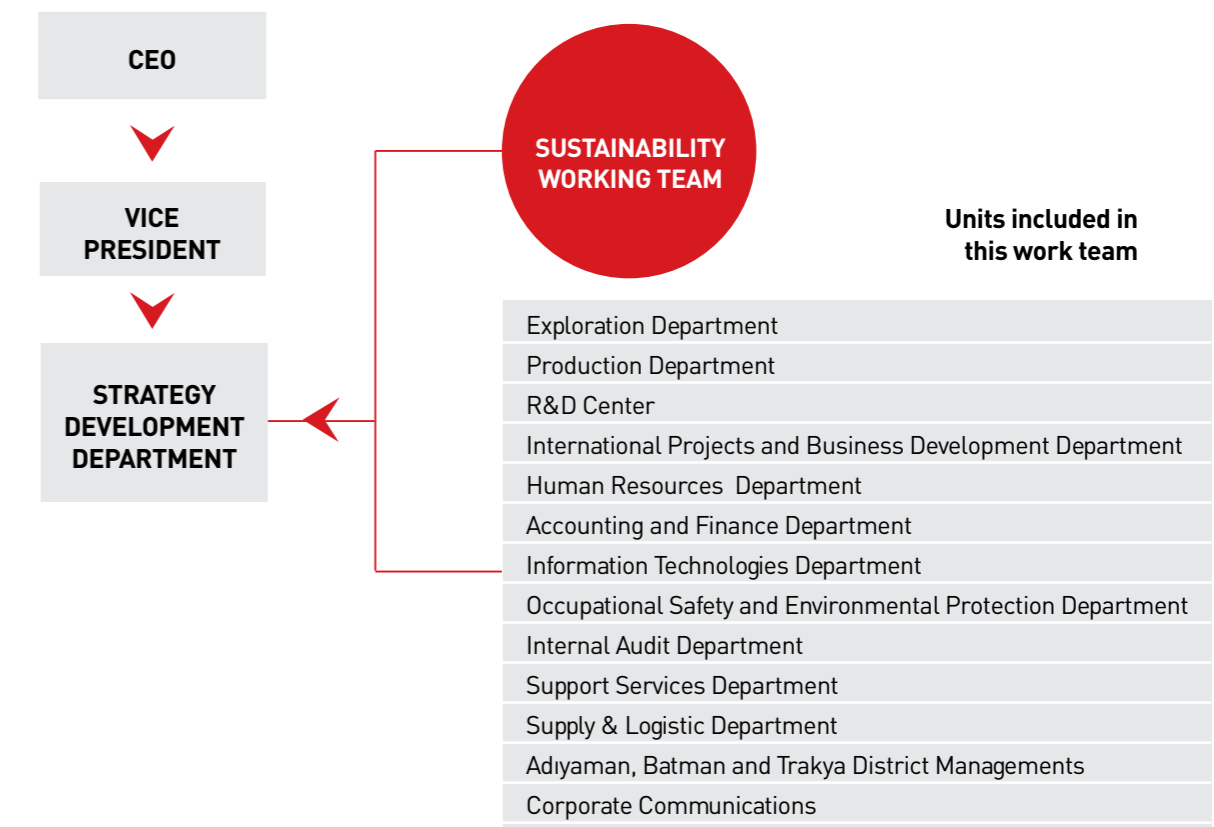 CEO
VICE
PRESIDENT
STRATEGY
DEVELOPMENT
DEPARTMENT
SUSTAINABILITY
WORKING TEAM
Units included in
this work team
Exploration Department
Production Department
R&D Center
International Projects and Business Development Department
Human Resources Department
Accounting and Finance Department
Information Technologies Department
Occupational Safety and Environmental Protection Department
Internal Audit Department
Support Services Department
Supply & Logistic Department
Adıyaman, Batman and Trakya District Managements
Corporate Communications